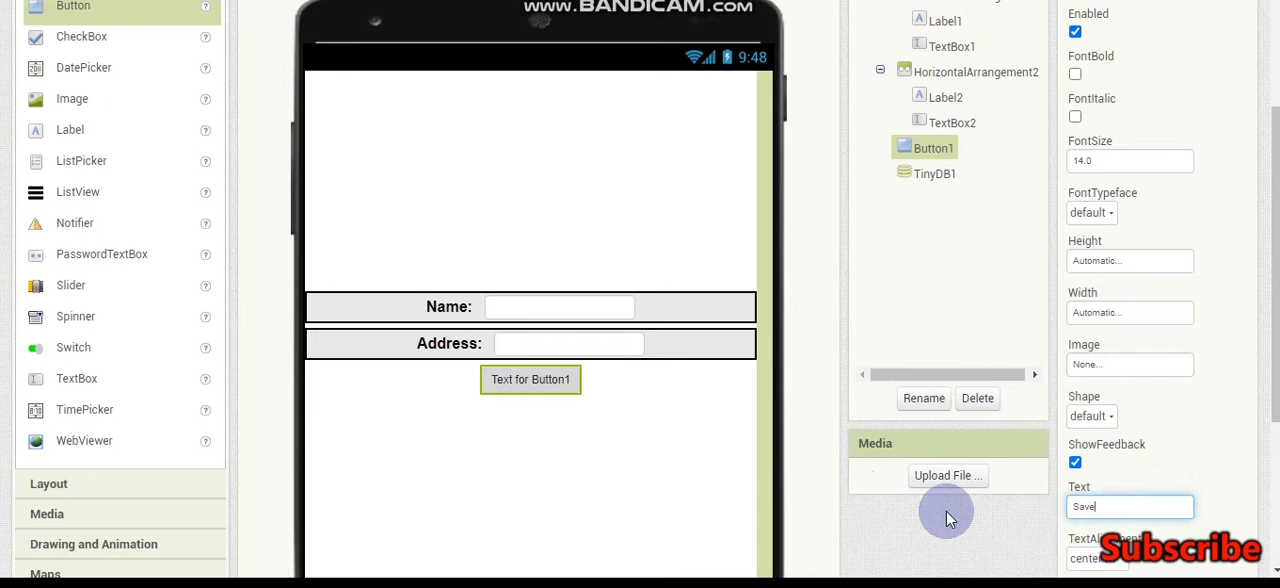 Button
CheckBox
DatePicker
Image
Label
ListPicker
ListView
Notifier
PasswordTextBox
Slider
Spinner
Switch
TextBox
TimePicker
WebViewer
Layout
Media
Drawing and Animation
Maps
www.BANDICAM.com
9:48
Name:
Address:
Text for Button1
Label1
TextBox1
HorizontalArrangement2
Label2
TextBox2
Button1
TinyDB1
Rename
Delete
Media
Upload File ...
Enabled
FontBold
FontItalic
FontSize
14.0
FontTypeface
default
Height
Automatic...
Width
Automatic...
Image
None...
Shape
default
ShowFeedback
Text
Save
Subscribe